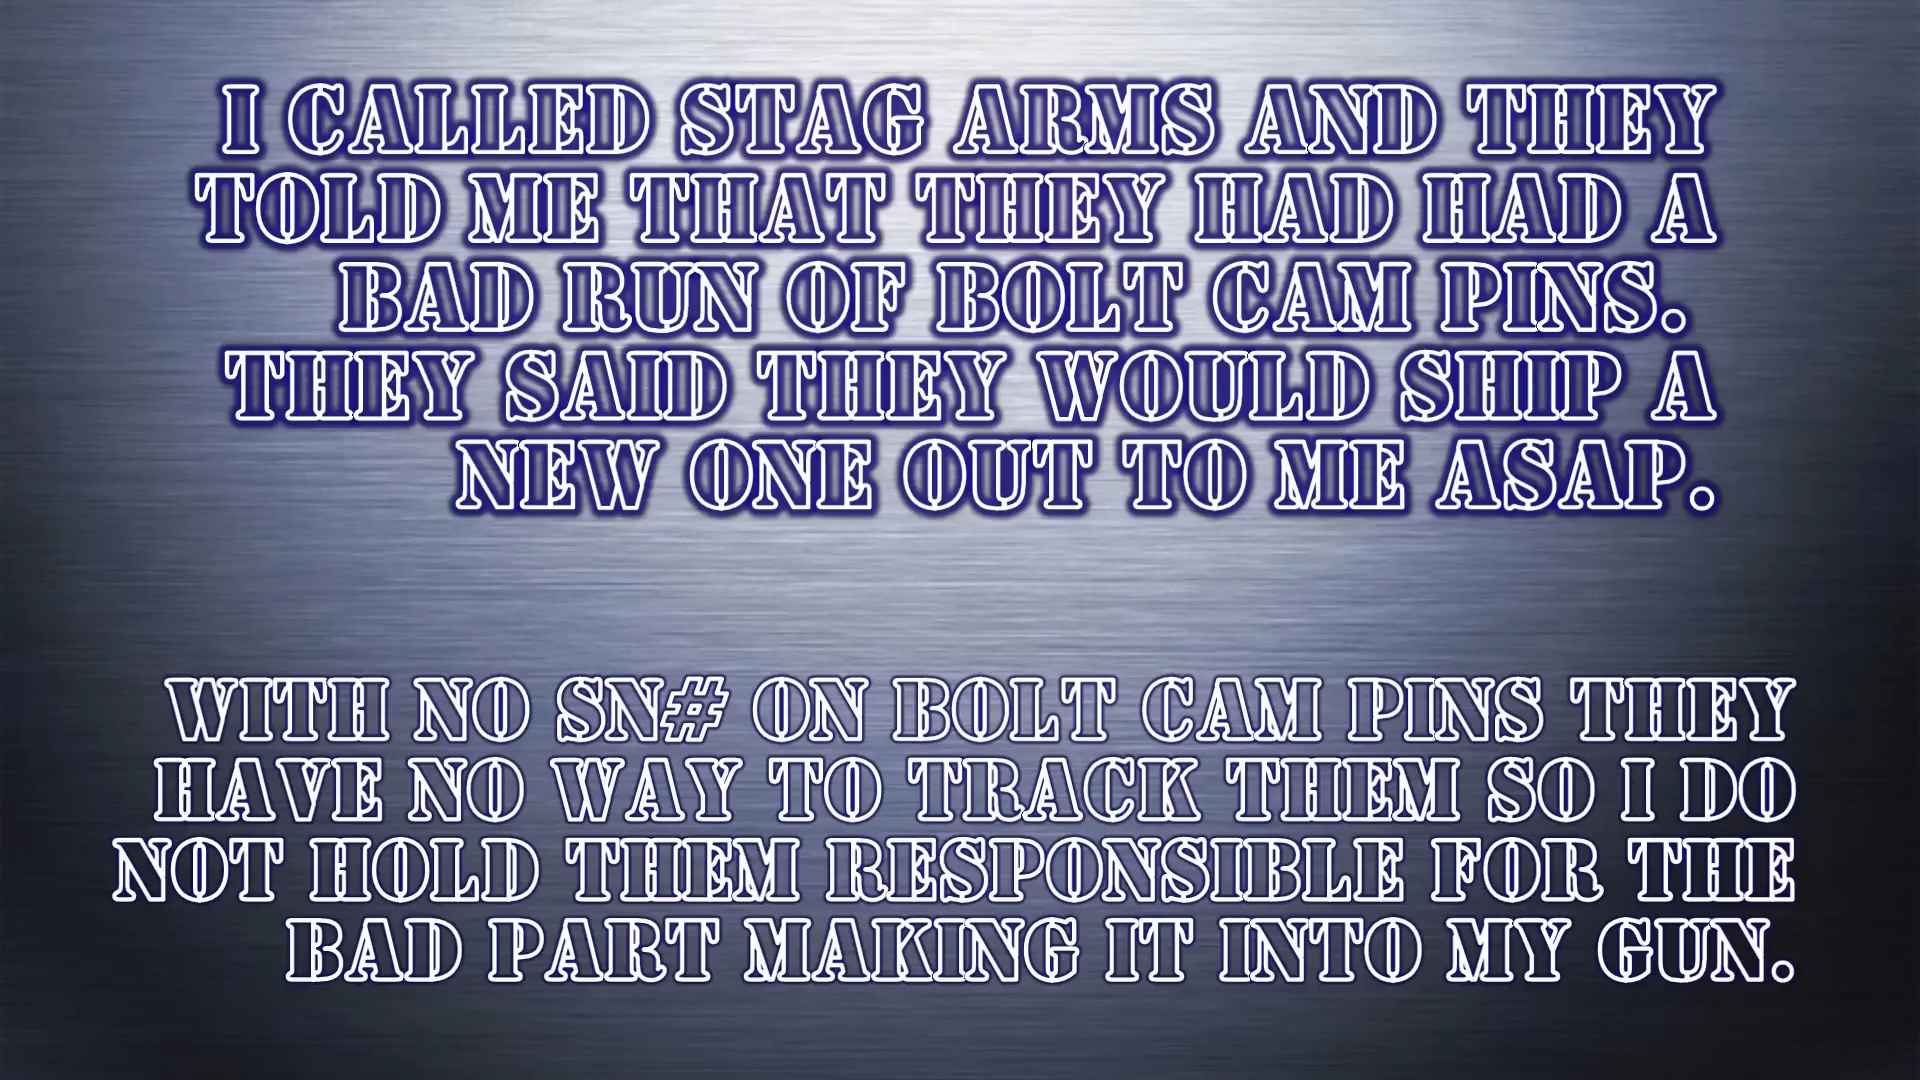 I CALLED STAG ARMS AND THEY
TOLD ME THAT THEY HAD HAD A
BAD RUN OF BOLT CAM PINS.
THEY SAID THEY WOULD SHIP A
NEW ONE OUT TO ME ASAP.
WITH NO SN# ON BOLT CAM PINS THEY
HAVE NO WAY TO TRACK THEM SO I DO
NOT HOLD THEM RESPONSIBLE FOR THE
BAD PART MAKING IT INTO MY GUN.